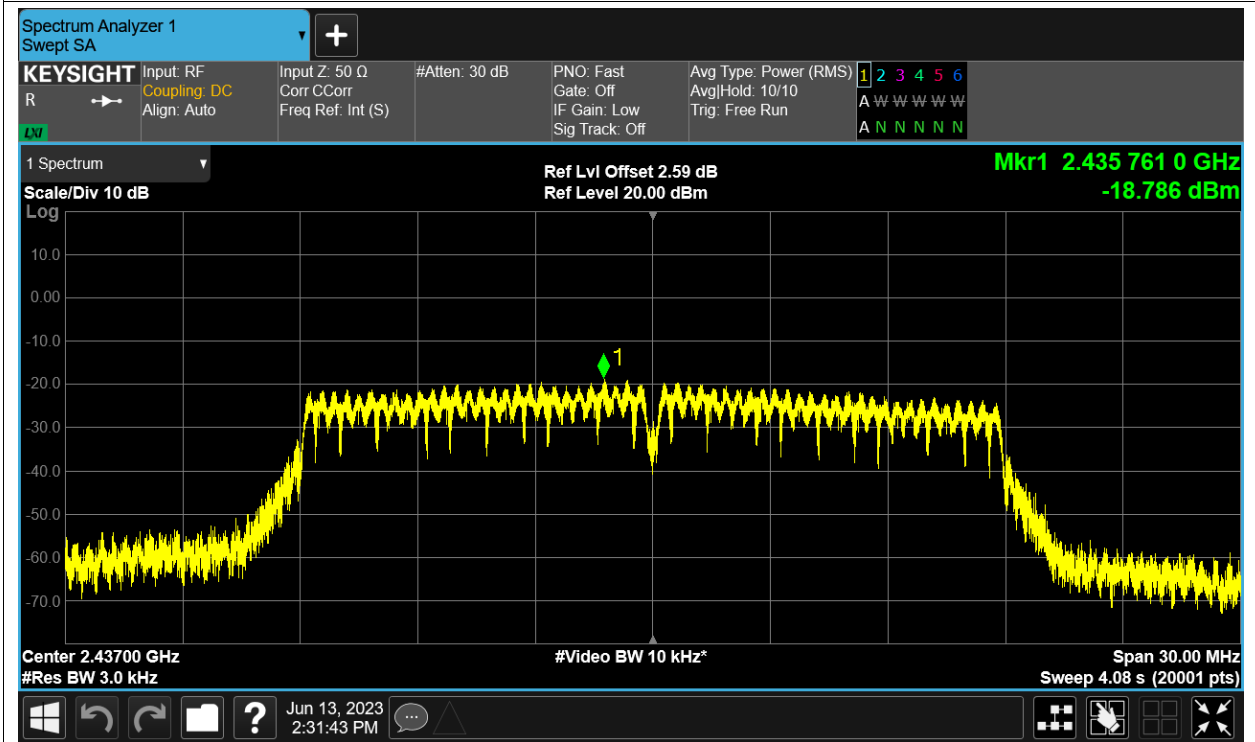 Spectrum Analyzer 1
Swept SA
KEYSIGHT
R
LXI
Input: RF
Coupling: DC
Align: Auto
Input Z: 50 Ω
Corr CCorr
Freq Ref: Int (S)
#Atten: 30 dB
PNO: Fast
Gate: Off
IF Gain: Low
Sig Track: Off
Avg Type: Power (RMS)
Avg|Hold: 10/10
Trig: Free Run
1 2 3 4 5 6
A W W W W W
A N N N N N
1 Spectrum
Scale/Div 10 dB
Log
Ref Lvl Offset 2.59 dB
Ref Level 20.00 dBm
Mkr1 2.435 761 0 GHz
-18.786 dBm
10.0
0.00
-10.0
1
-20.0
-30.0
-40.0
-50.0
-60.0
-70.0
Center 2.43700 GHz
#Res BW 3.0 kHz
#Video BW 10 kHz*
Span 30.00 MHz
Sweep 4.08 s (20001 pts)
?
Jun 13, 2023
2:31:43 PM